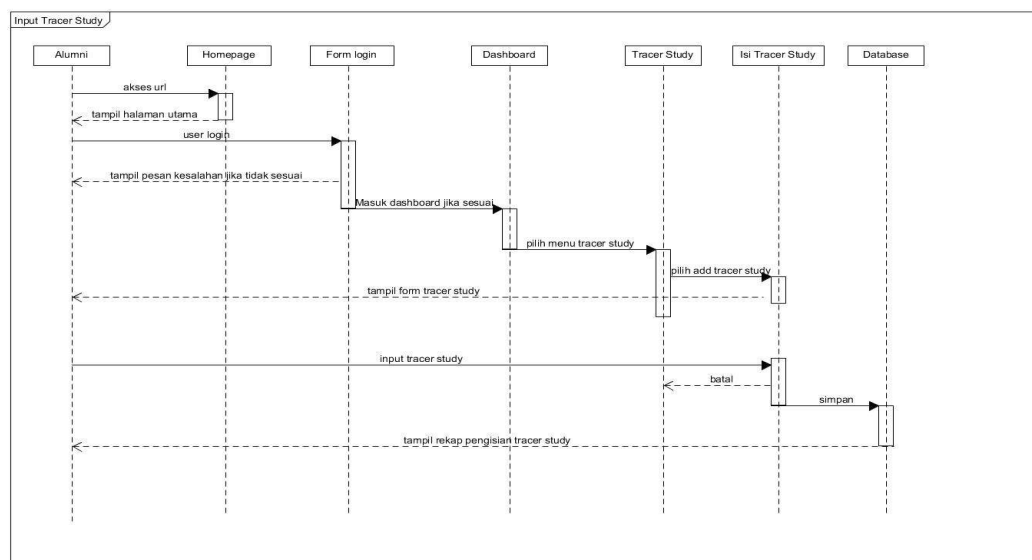 Input Tracer Study
Alumni
Homepage
Form login
Dashboard
Tracer Study
Isi Tracer Study
Database
akses url
tampil halaman utama
user login
tampil pesan kesalahan jika tidak sesuai
Masuk dashboard jika sesuai
pilih menu tracer study
pilih add tracer study
tampil form tracer study
input tracer study
batal
simpan
tampil rekap pengisian tracer study